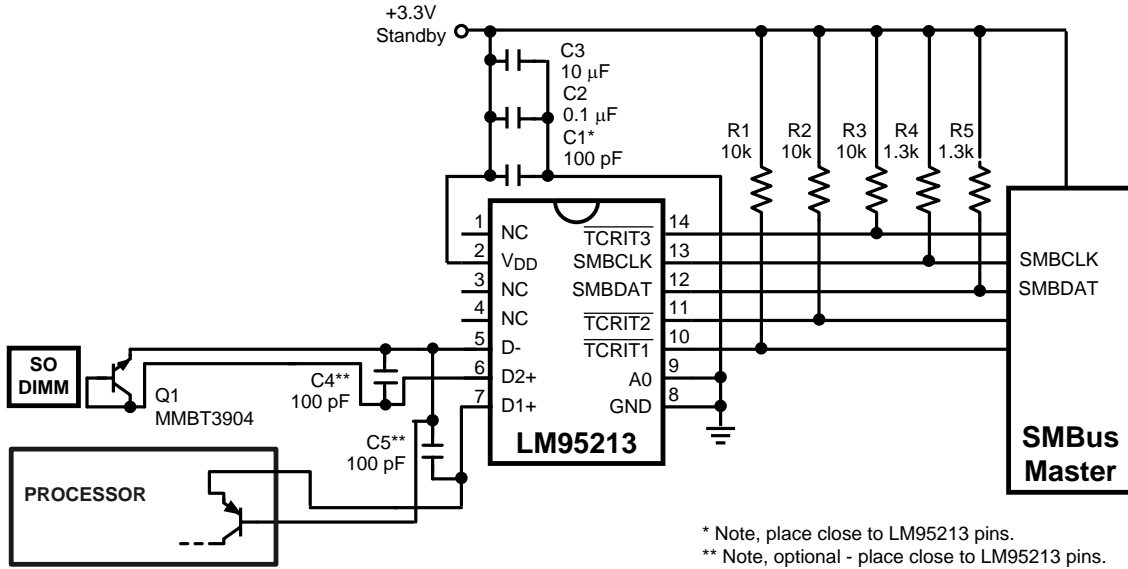 +3.3V
Standby
C3
10 μF
C2
0.1 μF
C1*
100 pF
R1
10k
R2
10k
R3
10k
R4
1.3k
R5
1.3k
1
NC
2
VDD
3
NC
4
NC
5
D-
6
D2+
7
D1+
14
TCRIT3
13
SMBCLK
12
SMBDAT
11
TCRIT2
10
TCRIT1
9
A0
8
GND
LM95213
SMBCLK
SMBDAT
SMBus
Master
SO
DIMM
Q1
MMBT3904
C4**
100 pF
C5**
100 pF
PROCESSOR
* Note, place close to LM95213 pins.
** Note, optional - place close to LM95213 pins.